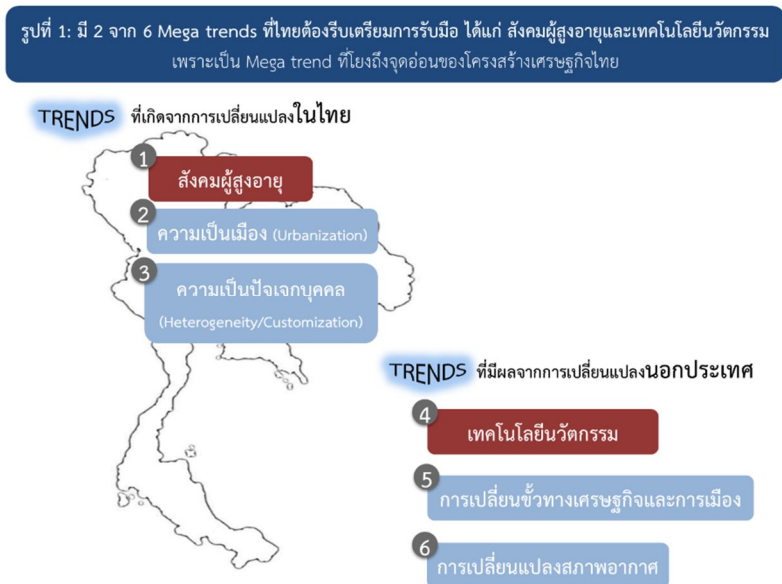 รูปที่ 1: มี 2 จาก 6 Mega trends ที่ไทยต้องรีบเตรียมการรับมือ ได้แก่ สังคมผู้สูงอายุและเทคโนโลยีนวัตกรรม
เพราะเป็น Mega trend ที่โยงถึงจุดอ่อนของโครงสร้างเศรษฐกิจไทย
TRENDS ที่เกิดจากการเปลี่ยนแปลงในไทย
1 สังคมผู้สูงอายุ
2 ความเป็นเมือง (Urbanization)
3 ความเป็นปัจเจกบุคคล
(Heterogeneity/Customization)
TRENDS ที่มีผลจากการเปลี่ยนแปลงนอกประเทศ
4 เทคโนโลยีนวัตกรรม
5 การเปลี่ยนขั้วทางเศรษฐกิจและการเมือง
6 การเปลี่ยนแปลงสภาพอากาศ